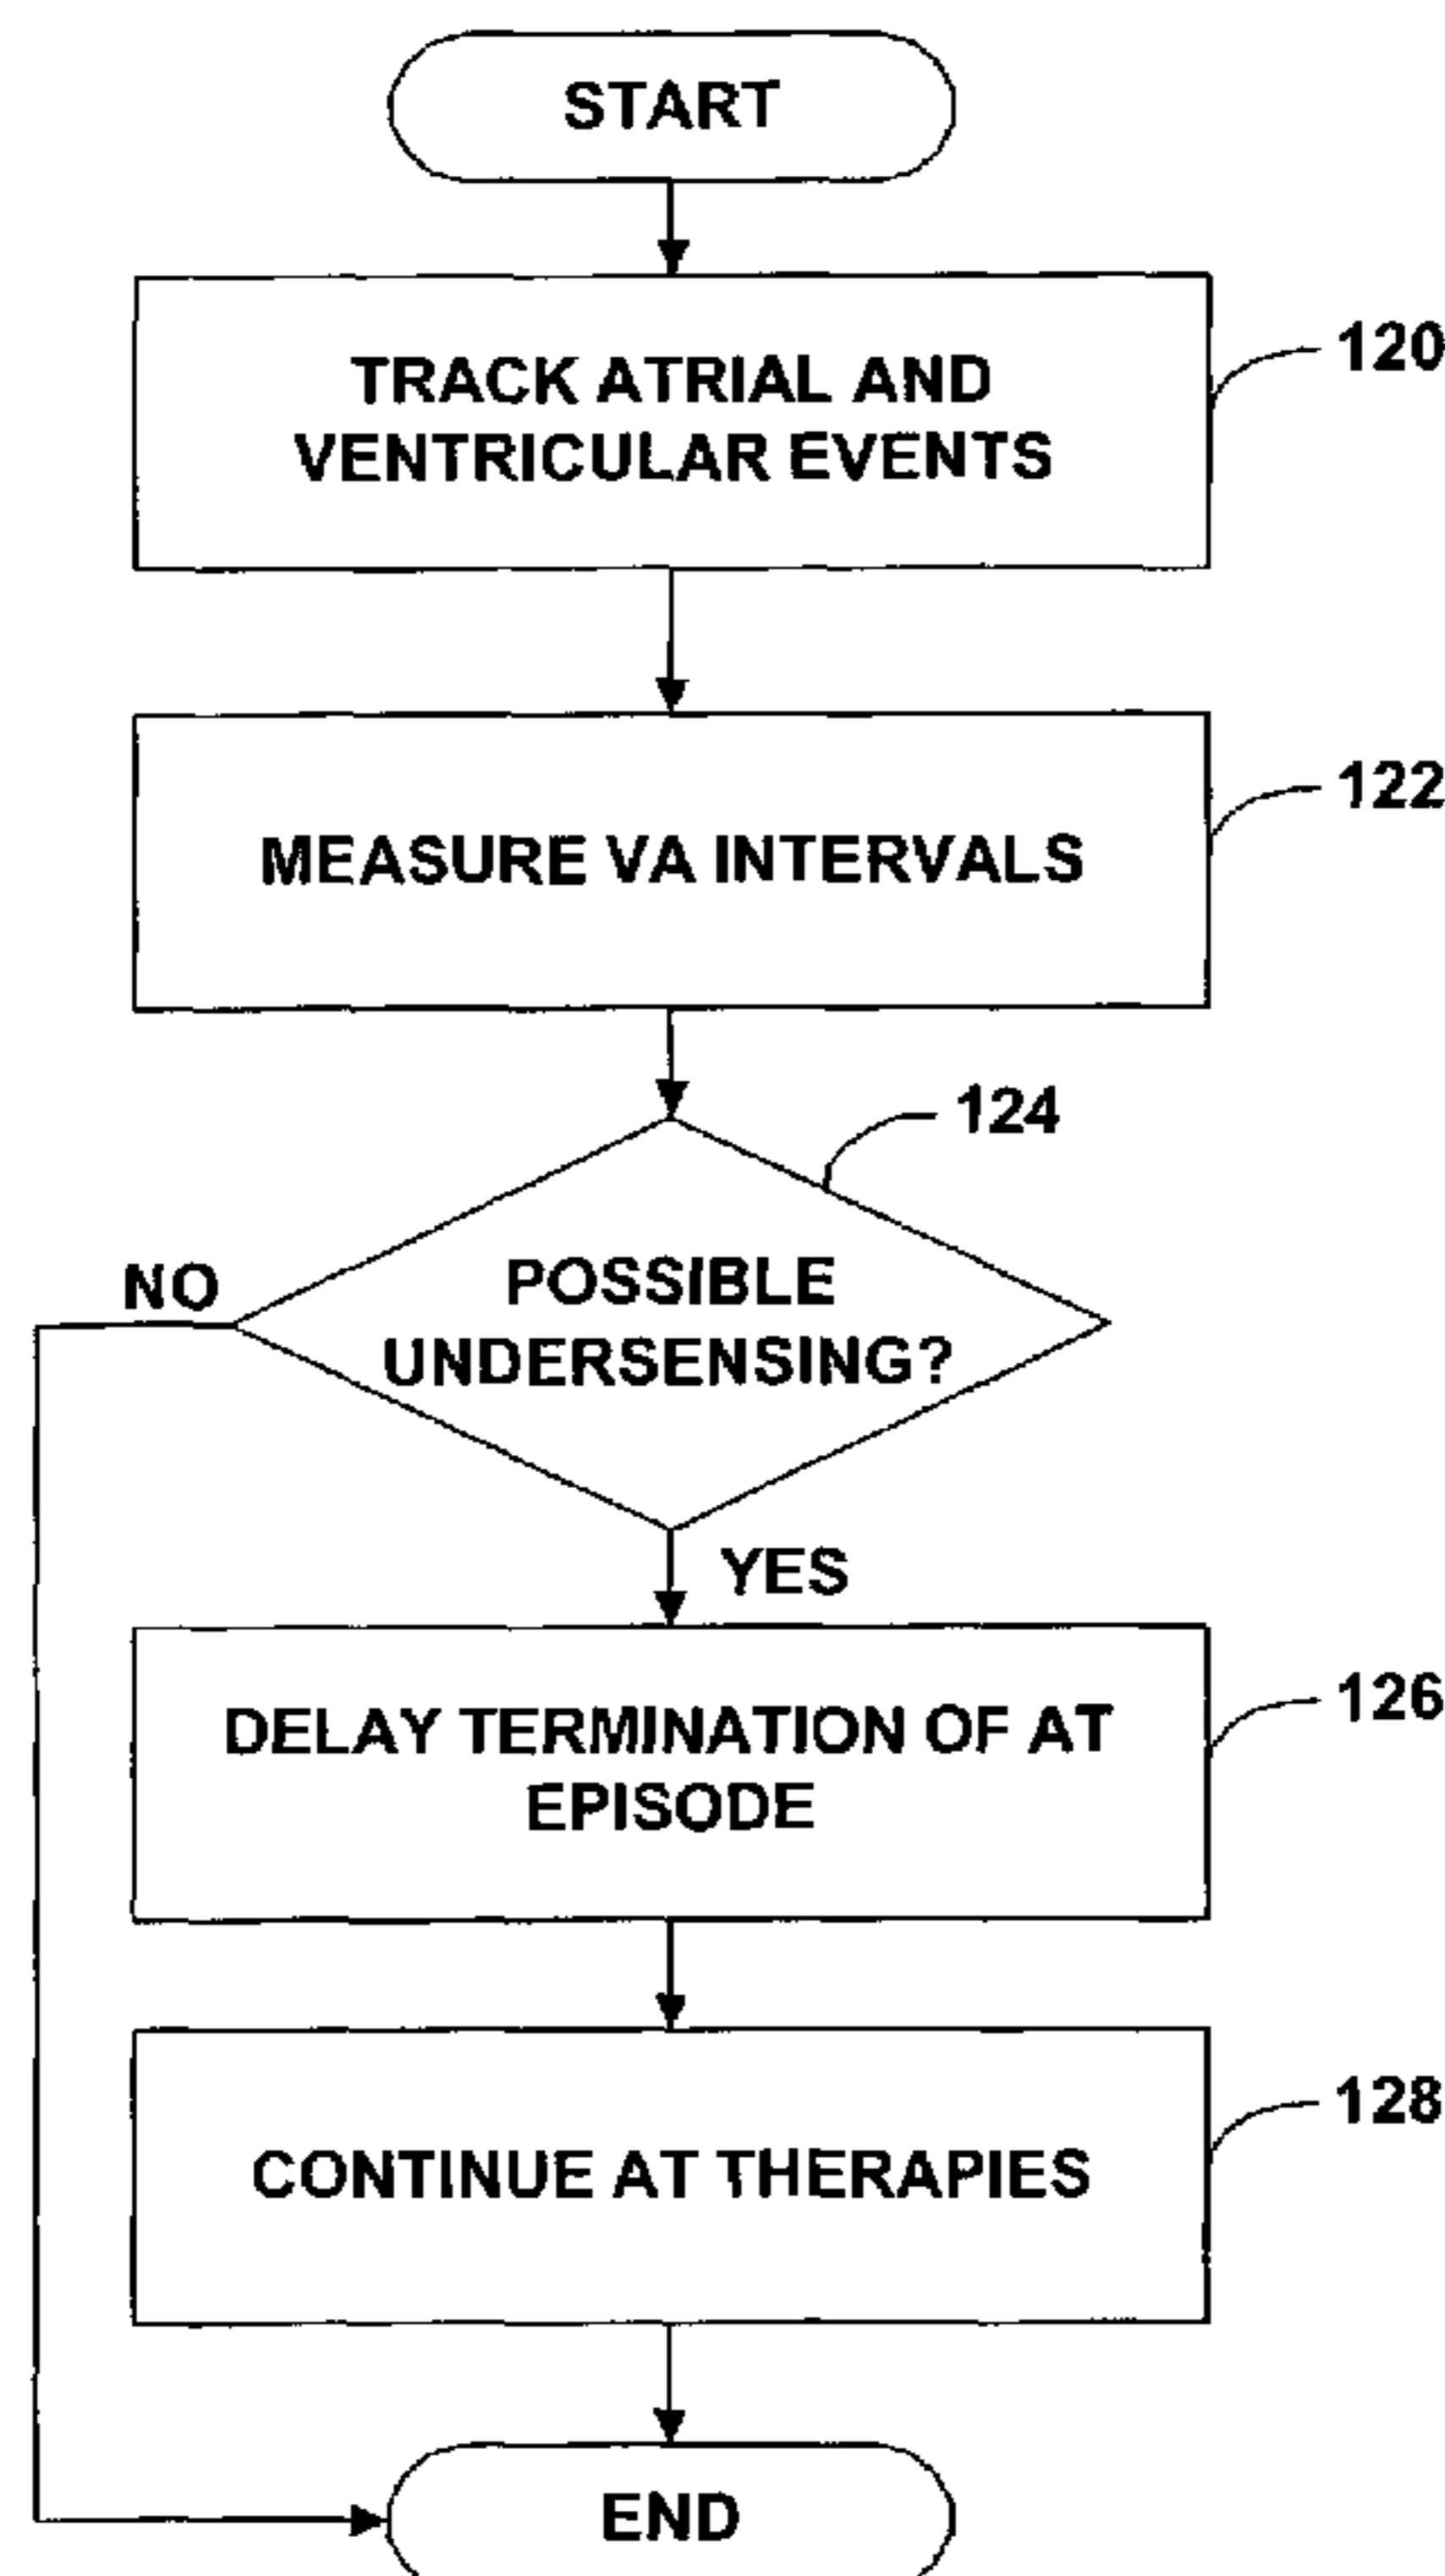 START
TRACK ATRIAL AND
VENTRICULAR EVENTS
120
MEASURE VA INTERVALS
122
124
POSSIBLE
UNDERSENSING?
NO
YES
DELAY TERMINATION OF AT
EPISODE
126
CONTINUE AT THERAPIES
128
END